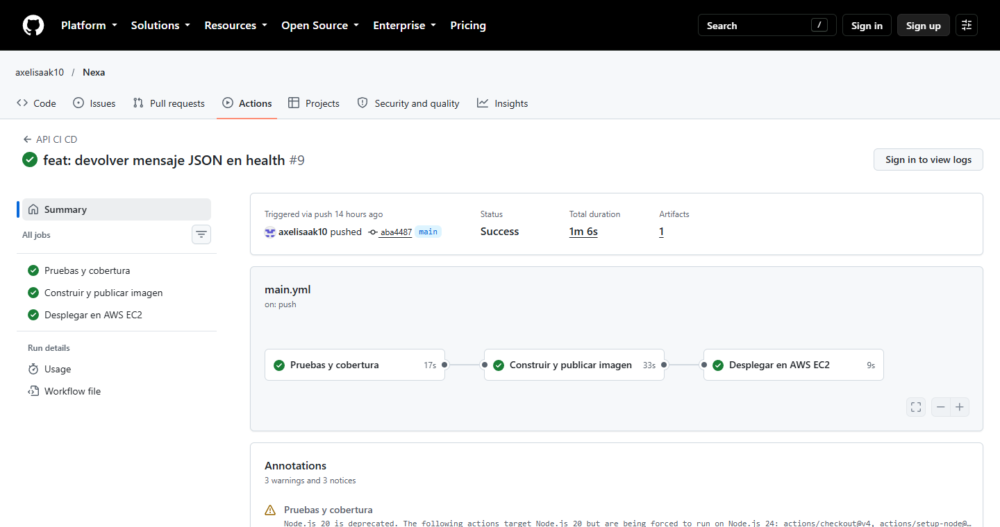 Platform Solutions Resources Open Source Enterprise Pricing Search / Sign in Sign up
axelisaak10 / Nexa
Code Issues Pull requests Actions Projects Security and quality Insights
API CI CD
feat: devolver mensaje JSON en health #9
Sign in to view logs
Summary
All jobs
Pruebas y cobertura
Construir y publicar imagen
Desplegar en AWS EC2
Run details
Usage
Workflow file
Triggered via push 14 hours ago
axelisaak10 pushed aba4487 main
Status
Success
Total duration
1m 6s
Artifacts
1
main.yml
on: push
Pruebas y cobertura 17s
Construir y publicar imagen 33s
Desplegar en AWS EC2 9s
Annotations
3 warnings and 3 notices
Pruebas y cobertura
Node.js 20 is deprecated. The following actions target Node.js 20 but are being forced to run on Node.js 24: actions/checkout@v4, actions/setup-node@…